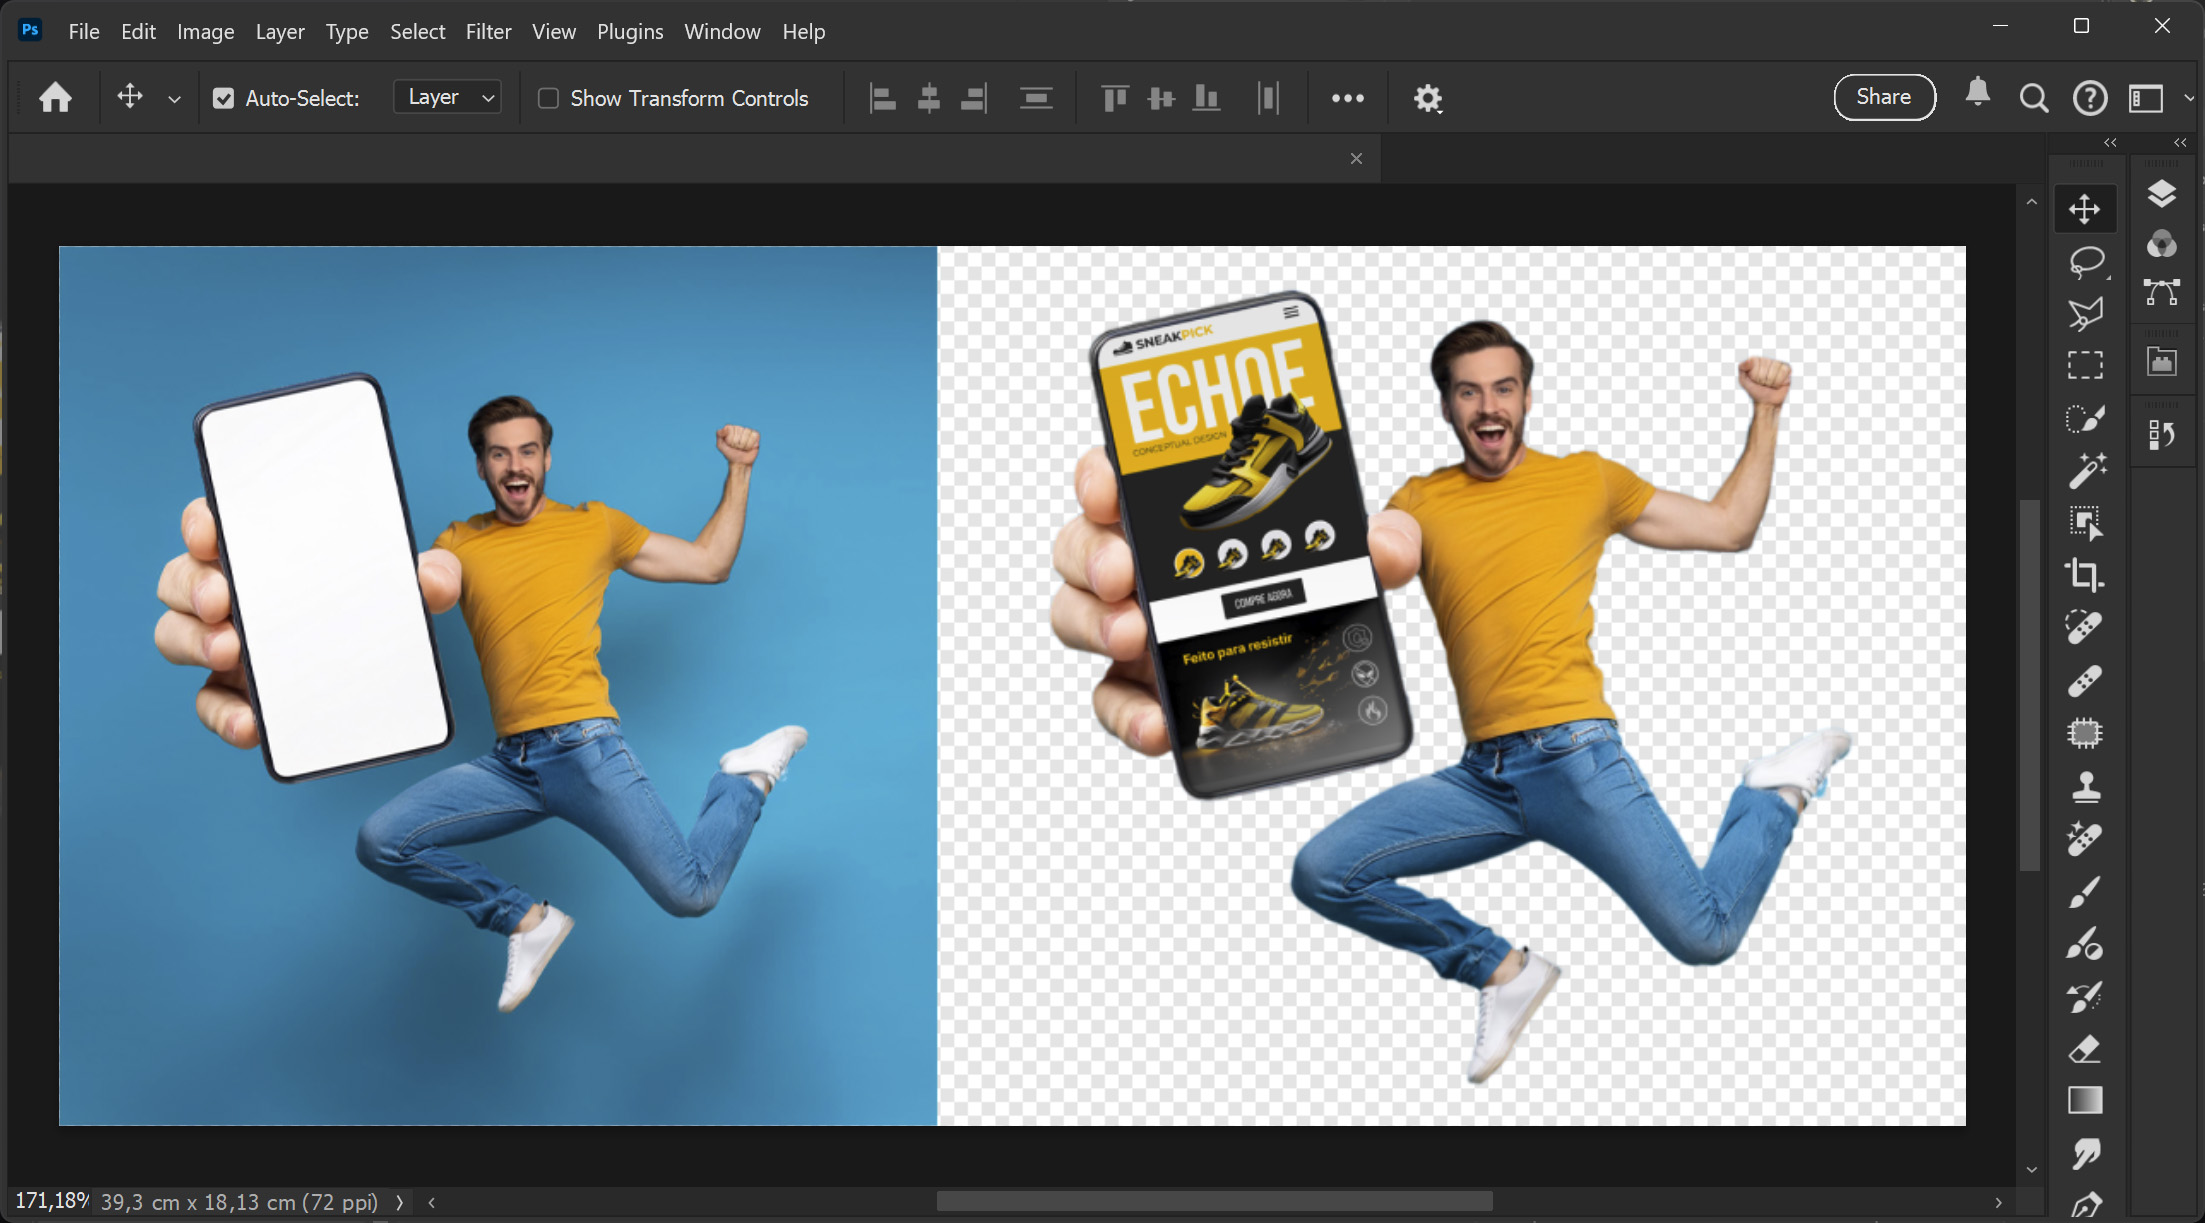 Ps File Edit Image Layer Type Select Filter View Plugins Window Help
Auto-Select: Layer Show Transform Controls Share
SNEAKPICK
ECHOE
CONCEPTUAL DESIGN
COMPRE AGORA
Feito para resistir
171,18% 39,3 cm x 18,13 cm (72 ppi)